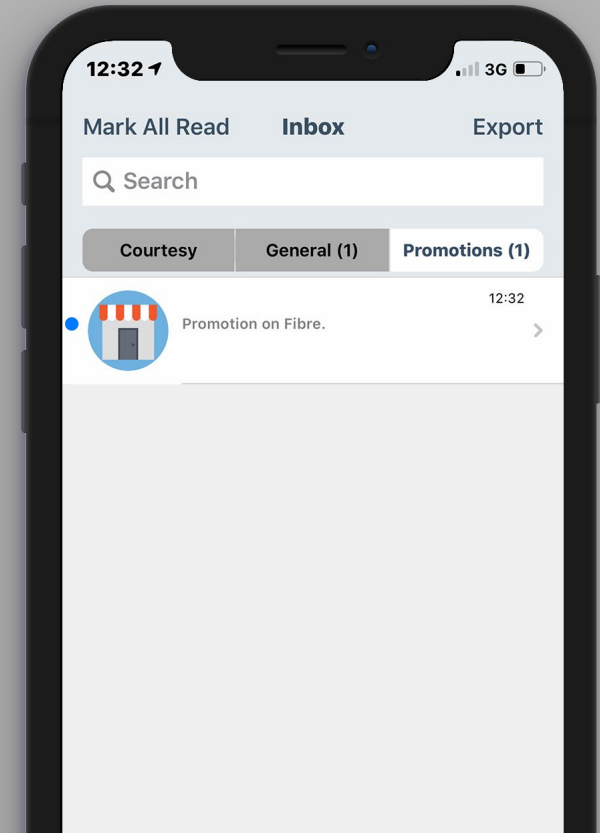 12:32 3G
Mark All Read Inbox Export
Search
Courtesy General (1) Promotions (1)
12:32
Promotion on Fibre.